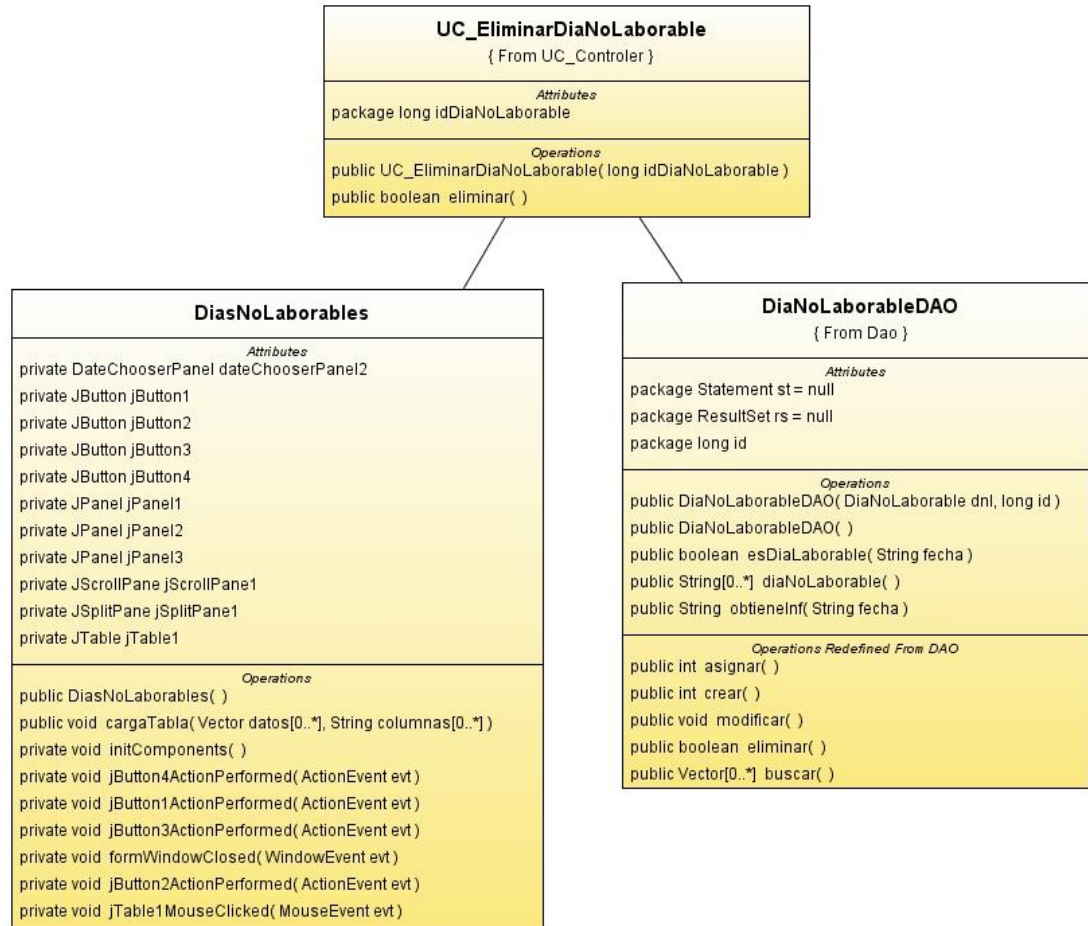 UC_EliminarDiaNoLaborable
{ From UC_Controler }
Attributes
package long idDiaNoLaborable
Operations
public UC_EliminarDiaNoLaborable( long idDiaNoLaborable )
public boolean eliminar( )
DiasNoLaborables
Attributes
private DateChooserPanel dateChooserPanel2
private JButton jButton1
private JButton jButton2
private JButton jButton3
private JButton jButton4
private JPanel jPanel1
private JPanel jPanel2
private JPanel jPanel3
private JScrollPane jScrollPane1
private JSplitPane jSplitPane1
private JTable jTable1
Operations
public DiasNoLaborables( )
public void cargaTabla( Vector datos[0..*], String columnas[0..*] )
private void initComponents( )
private void jButton4ActionPerformed( ActionEvent evt )
private void jButton1ActionPerformed( ActionEvent evt )
private void jButton3ActionPerformed( ActionEvent evt )
private void formWindowClosed( WindowEvent evt )
private void jButton2ActionPerformed( ActionEvent evt )
private void jTable1MouseClicked( MouseEvent evt )
DiaNoLaborableDAO
{ From Dao }
Attributes
package Statement st = null
package ResultSet rs = null
package long id
Operations
public DiaNoLaborableDAO( DiaNoLaborable dnl, long id )
public DiaNoLaborableDAO( )
public boolean esDiaLaborable( String fecha )
public String[0..*] diaNoLaborable( )
public String obtieneInf( String fecha )
Operations Redefined From DAO
public int asignar( )
public int crear( )
public void modificar( )
public boolean eliminar( )
public Vector[0..*] buscar( )